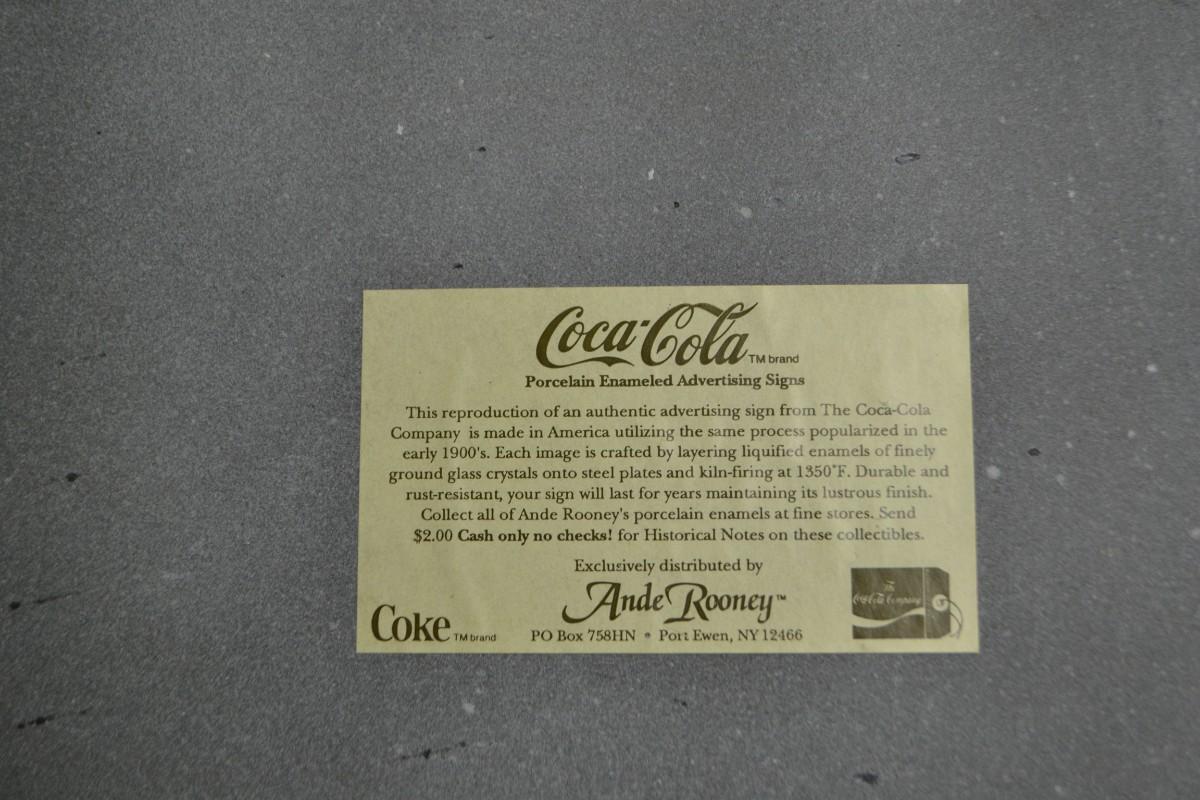 Coca-Cola TM brand
Porcelain Enameled Advertising Signs
This reproduction of an authentic advertising sign from The Coca-Cola
Company is made in America utilizing the same process popularized in the
early 1900's. Each image is crafted by layering liquified enamels of finely
ground glass crystals onto steel plates and kiln-firing at 1350°F. Durable and
rust-resistant, your sign will last for years maintaining its lustrous finish.
Collect all of Ande Rooney's porcelain enamels at fine stores. Send
$2.00 Cash only no checks! for Historical Notes on these collectibles.
Exclusively distributed by
Ande Rooney™
PO Box 758HN • Port Ewen, NY 12466
Coke TM brand
The
Coca-Cola Company